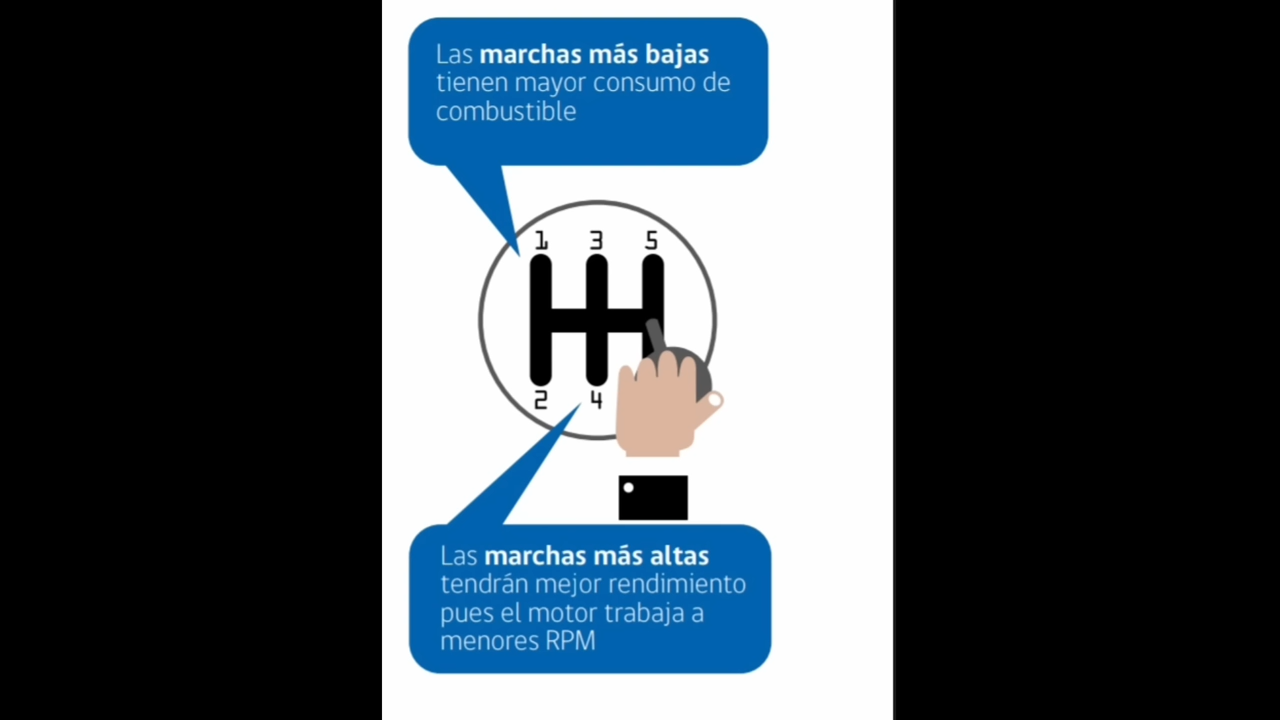 Las marchas más bajas
tienen mayor consumo de
combustible
1 3 5
2 4
Las marchas más altas
tendrán mejor rendimiento
pues el motor trabaja a
menores RPM